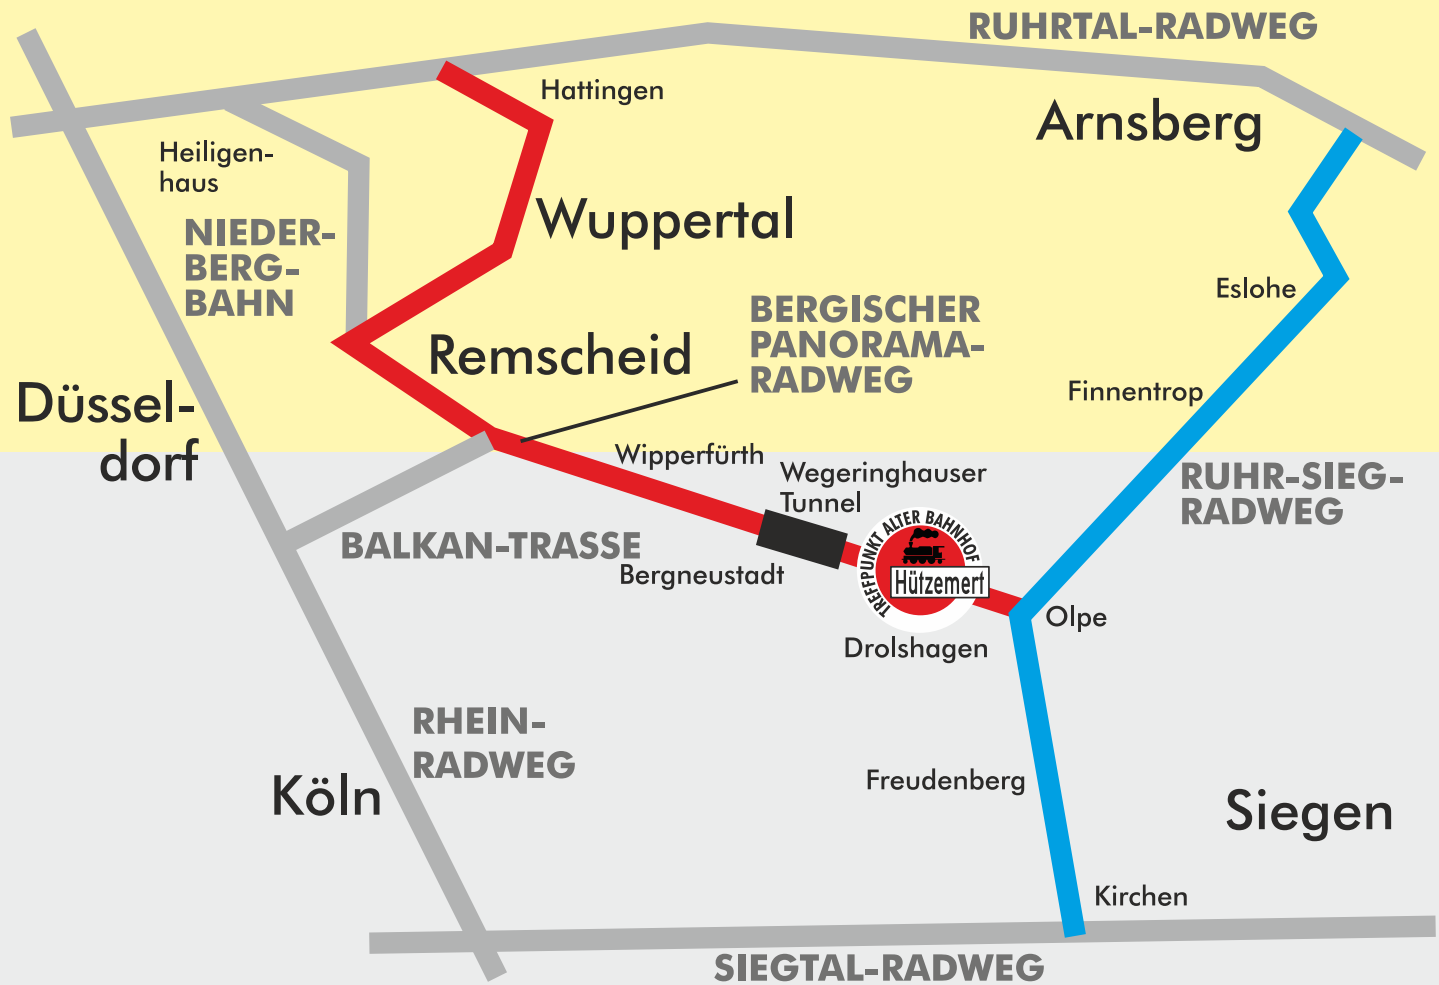 RUHRTAL-RADWEG
Hattingen
Arnsberg
Heiligen-
haus
Wuppertal
NIEDER-
BERG-
BAHN
Eslohe
BERGISCHER
PANORAMA-
RADWEG
Remscheid
Finnentrop
Düssel-
dorf
Wipperfürth
Wegeringhauser
Tunnel
RUHR-SIEG-
RADWEG
BALKAN-TRASSE
Bergneustadt
TREFFPUNKT ALTER BAHNHOF
Hützemert
Olpe
Drolshagen
RHEIN-
RADWEG
Freudenberg
Köln
Siegen
Kirchen
SIEGTAL-RADWEG